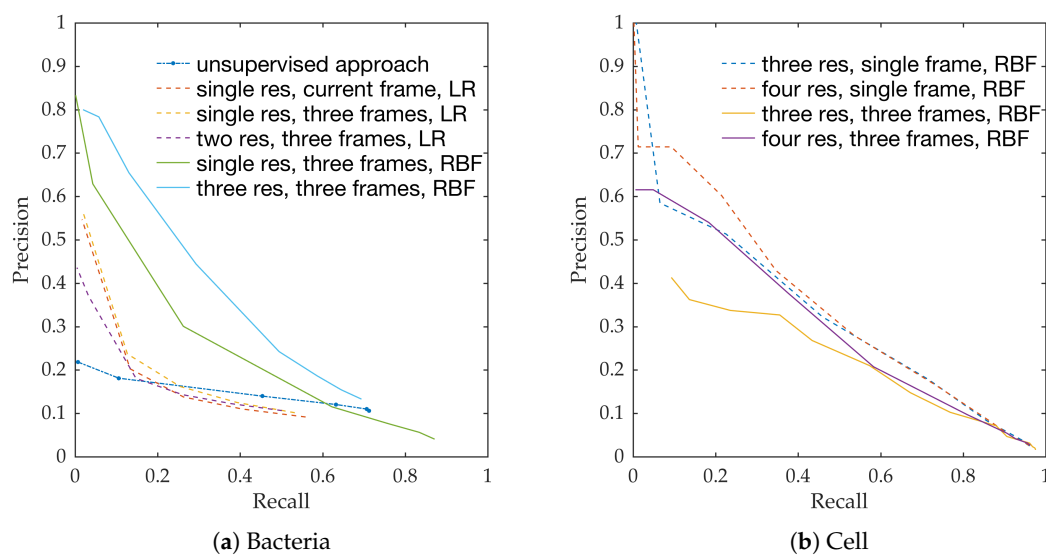 1
0.9
0.8
0.7
0.6
0.5
0.4
0.3
0.2
0.1
0
Precision
unsupervised approach
single res, current frame, LR
single res, three frames, LR
two res, three frames, LR
single res, three frames, RBF
three res, three frames, RBF
0 0.2 0.4 0.6 0.8 1
Recall
(a) Bacteria
1
0.9
0.8
0.7
0.6
0.5
0.4
0.3
0.2
0.1
0
Precision
three res, single frame, RBF
four res, single frame, RBF
three res, three frames, RBF
four res, three frames, RBF
0 0.2 0.4 0.6 0.8 1
Recall
(b) Cell